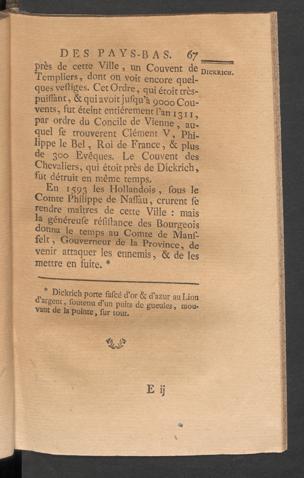 DES PAYS-BAS. 67
près de cette Ville, un Couvent de
DICKRICH.
Templiers, dont on voit encore quel-
ques vestiges. Cet Ordre, qui étoit très-
puissant, & qui avoit jusqu'à 9000 Cou-
vents, fut éteint entiérement l'an 1311,
par ordre du Concile de Vienne, au-
quel se trouverent Clément V, Phi-
lippe le Bel, Roi de France, & plus
de 300 Evêques. Le Couvent des
Chevaliers, qui étoit près de Dickrich,
fut détruit en même temps.
En 1593 les Hollandois, sous le
Comte Philippe de Nassau, crurent se
rendre maîtres de cette Ville : mais
la généreuse résistance des Bourgeois
donna le temps au Comte de Mans-
felt, Gouverneur de la Province, de
venir attaquer les ennemis, & de les
mettre en fuite. *
* Dickrich porte fascé d'or & d'azur au Lion
d'argent, soutenu d'un puits de gueules, mou-
vant de la pointe, sur tout.
E ij